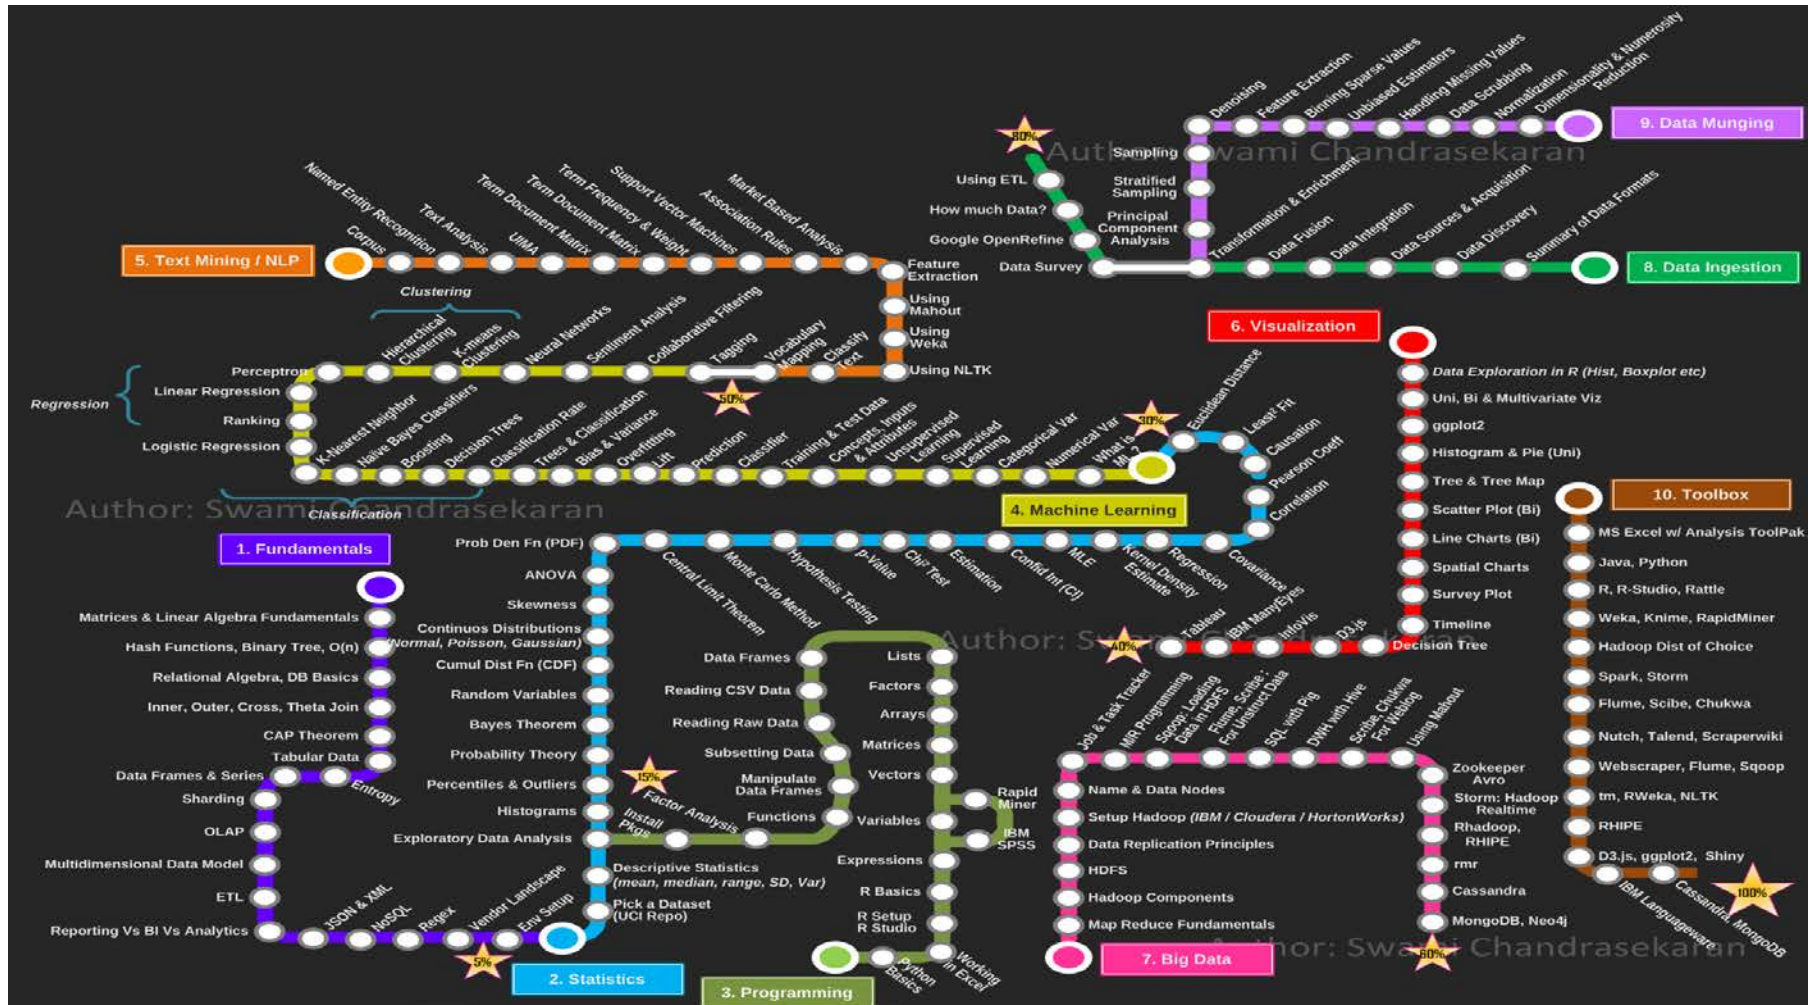 Author: Swami Chandrasekaran
1. Fundamentals
Matrices & Linear Algebra Fundamentals
Hash Functions, Binary Tree, O(n)
Relational Algebra, DB Basics
Inner, Outer, Cross, Theta Join
CAP Theorem
Tabular Data
Entropy
Data Frames & Series
Sharding
OLAP
Multidimensional Data Model
ETL
Reporting Vs BI Vs Analytics
JSON & XML
NoSQL
Regex
Vendor Landscape
Env Setup
5%
2. Statistics
Pick a Dataset
(UCI Repo)
Descriptive Statistics
(mean, median, range, SD, Var)
Exploratory Data Analysis
Histograms
Percentiles & Outliers
Probability Theory
Bayes Theorem
Random Variables
Cumul Dist Fn (CDF)
Continuos Distributions
(Normal, Poisson, Gaussian)
Skewness
ANOVA
Prob Den Fn (PDF)
Central Limit Theorem
Monte Carlo Method
Hypothesis Testing
p-Value
Chi² Test
Estimation
Confid Int (CI)
MLE
Kernel Density
Estimate
Regression
Covariance
Correlation
Pearson Coeff
Causation
Least² Fit
Euclidean Distance
30%
3. Programming
Python
Basics
Working
in Excel
R Setup
R Studio
R Basics
Expressions
Variables
IBM
SPSS
Rapid
Miner
Vectors
Matrices
Arrays
Factors
Lists
Data Frames
Reading CSV Data
Reading Raw Data
Subsetting Data
Manipulate
Data Frames
Functions
Factor Analysis
Install
Pkgs
15%
Author: Swami Chandrasekaran
4. Machine Learning
What is
ML ?
Numerical Var
Categorical Var
Supervised
Learning
Unsupervised
Learning
Concepts, Inputs
& Attributes
Training & Test Data
Classifier
Prediction
Lift
Overfitting
Bias & Variance
Trees & Classification
Classification Rate
Decision Trees
Boosting
Naïve Bayes Classifiers
K-Nearest Neighbor
Classification
Logistic Regression
Ranking
Linear Regression
Regression
Perceptron
Hierarchical
Clustering
K-means
Clustering
Clustering
Neural Networks
Sentiment Analysis
Collaborative Filtering
Tagging
50%
5. Text Mining / NLP
Corpus
Named Entity Recognition
Text Analysis
UIMA
Term Document Matrix
Term Document Matrix
Term Frequency & Weight
Support Vector Machines
Association Rules
Market Based Analysis
Feature
Extraction
Using
Mahout
Using
Weka
Using NLTK
Classify
Text
Vocabulary
Mapping
6. Visualization
Data Exploration in R (Hist, Boxplot etc)
Uni, Bi & Multivariate Viz
ggplot2
Histogram & Pie (Uni)
Tree & Tree Map
Scatter Plot (Bi)
Line Charts (Bi)
Spatial Charts
Survey Plot
Timeline
Decision Tree
D3.js
InfoVis
IBM ManyEyes
Tableau
40%
7. Big Data
Map Reduce Fundamentals
Hadoop Components
HDFS
Data Replication Principles
Setup Hadoop (IBM / Cloudera / HortonWorks)
Name & Data Nodes
Job & Task Tracker
M/R Programming
Sqoop: Loading
Data in HDFS
Flume, Scribe:
For Unstruct Data
SQL with Pig
DWH with Hive
Scribe, Chukwa
For Weblog
Using Mahout
Zookeeper
Avro
Storm: Hadoop
Realtime
Rhadoop,
RHIPE
rmr
Cassandra
MongoDB, Neo4j
60%
Author: Swami Chandrasekaran
8. Data Ingestion
Summary of Data Formats
Data Discovery
Data Sources & Acquisition
Data Integration
Data Fusion
Transformation & Enrichment
Data Survey
Google OpenRefine
How much Data?
Using ETL
80%
9. Data Munging
Dimensionality & Numerosity
Reduction
Normalization
Data Scrubbing
Handling Missing Values
Unbiased Estimators
Binning Sparse Values
Feature Extraction
Denoising
Sampling
Stratified
Sampling
Principal
Component
Analysis
Author: Swami Chandrasekaran
10. Toolbox
MS Excel w/ Analysis ToolPak
Java, Python
R, R-Studio, Rattle
Weka, Knime, RapidMiner
Hadoop Dist of Choice
Spark, Storm
Flume, Scibe, Chukwa
Nutch, Talend, Scraperwiki
Webscraper, Flume, Sqoop
tm, RWeka, NLTK
RHIPE
D3.js, ggplot2, Shiny
IBM Languageware
Cassandra, MongoDB
100%